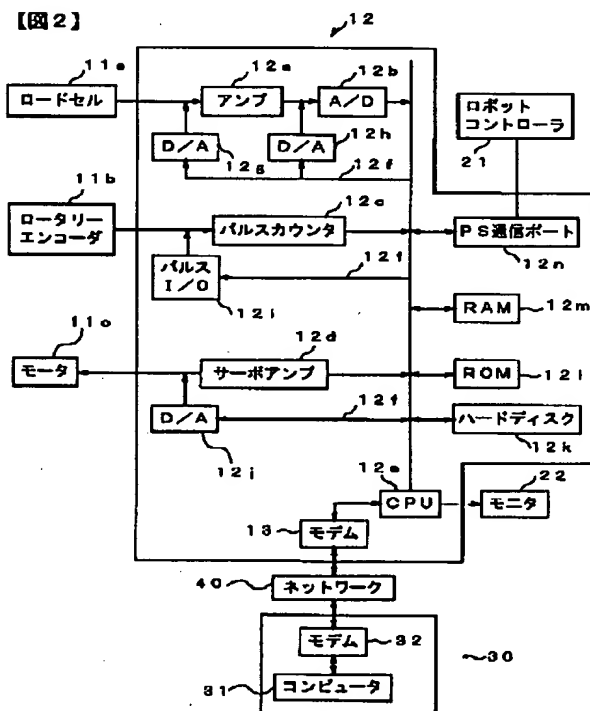 【図2】
12
11a
ロードセル
12a
アンプ
12b
A/D
D/A
12g
D/A
12h
12f
ロボット
コントローラ
21
11b
ロータリー
エンコーダ
12c
パルスカウンタ
パルス
I/O
12i
12f
PS通信ポート
12n
RAM
12m
11c
モータ
12d
サーボアンプ
ROM
12l
D/A
12j
12f
ハードディスク
12k
12e
CPU
22
モニタ
13
モデム
40
ネットワーク
モデム
32
30
31
コンピュータ